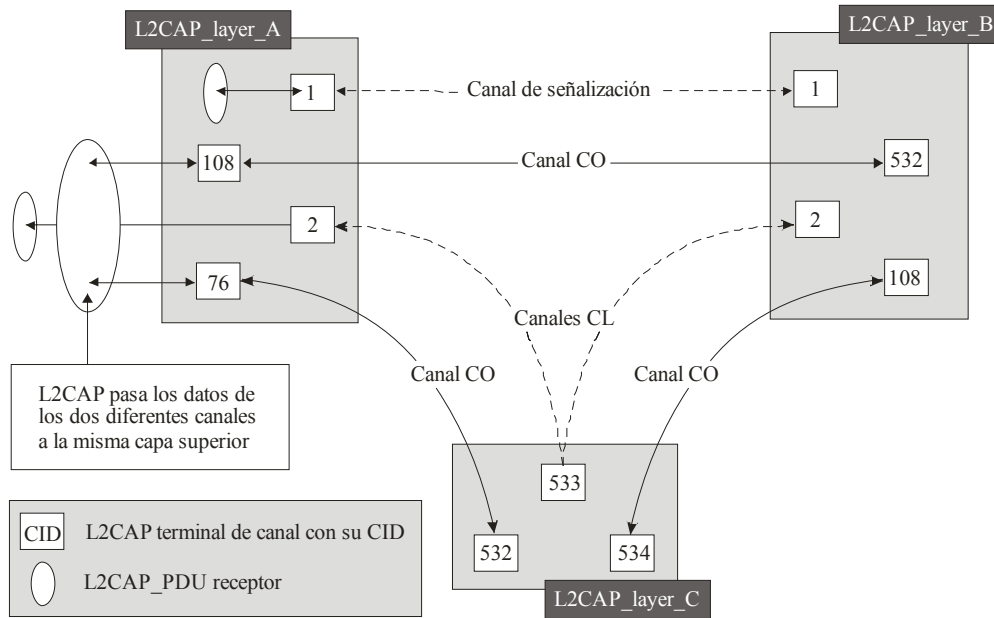 L2CAP_layer_A
L2CAP_layer_B
1
Canal de señalización
1
108
Canal CO
532
2
2
76
108
Canales CL
Canal CO
Canal CO
L2CAP pasa los datos de
los dos diferentes canales
a la misma capa superior
533
532
534
L2CAP_layer_C
CID
L2CAP terminal de canal con su CID
L2CAP_PDU receptor